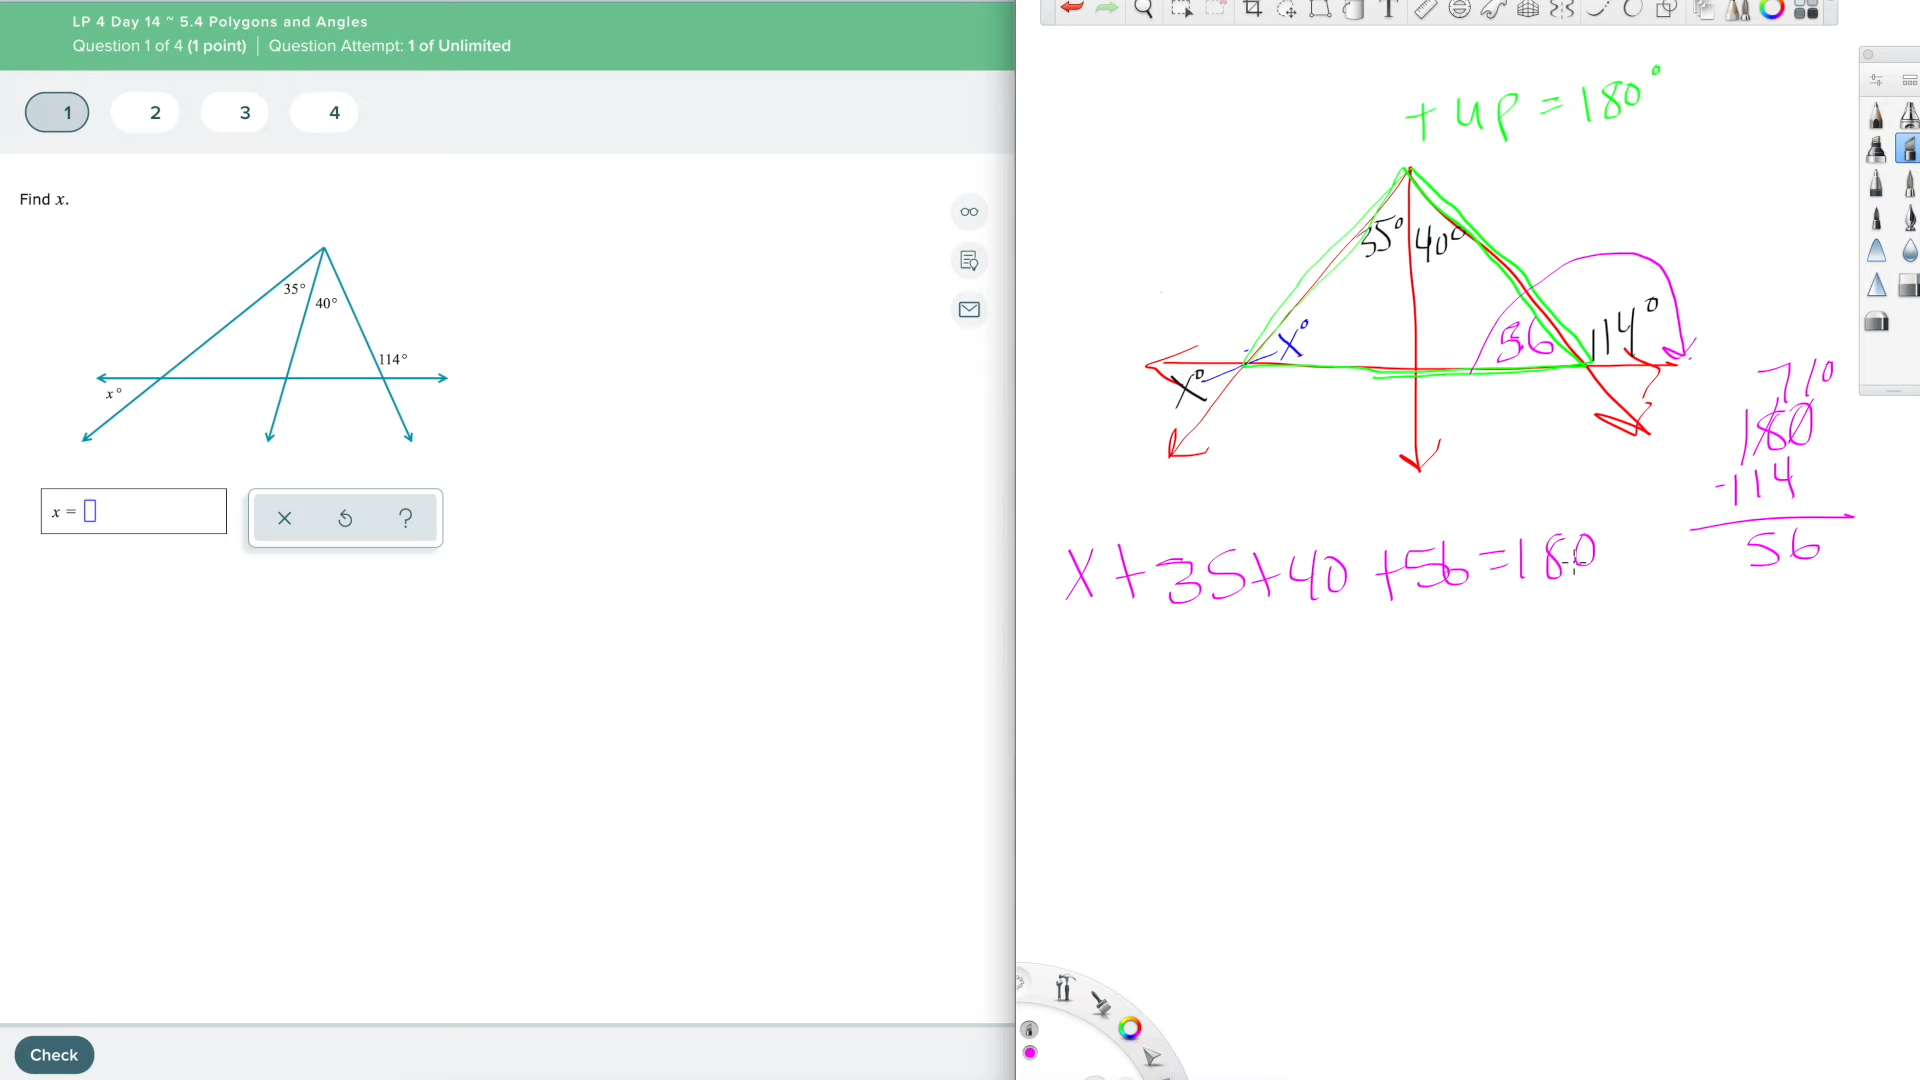 LP 4 Day 14 ~ 5.4 Polygons and Angles
Question 1 of 4 (1 point) | Question Attempt: 1 of Unlimited
1 2 3 4
Find x.
35°
40°
114°
x°
x =
?
Check
T
+ up = 180°
35° 40°
x°
56
114°
x°
710
180
-114
56
x + 35 + 40 + 56 = 180